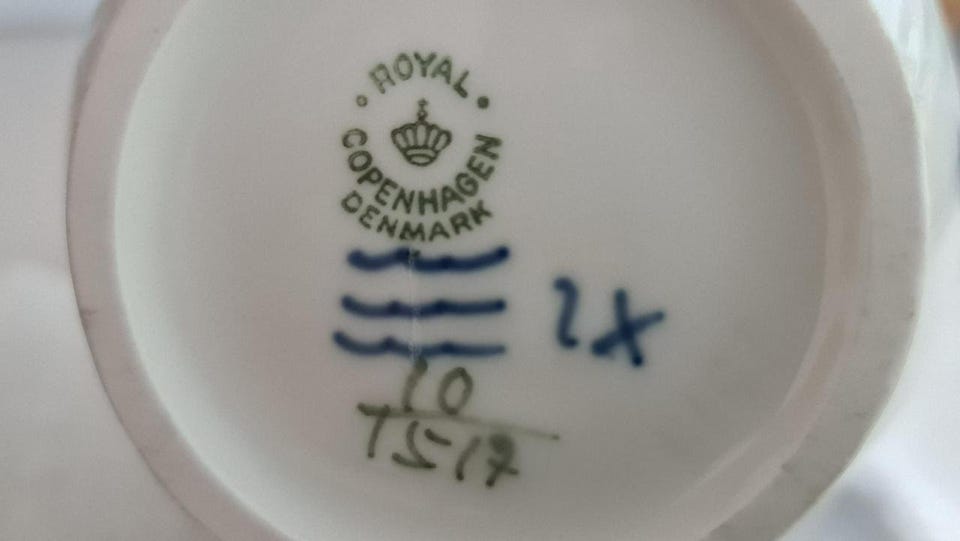 ROYAL
COPENHAGEN
DENMARK
2X
10
1517